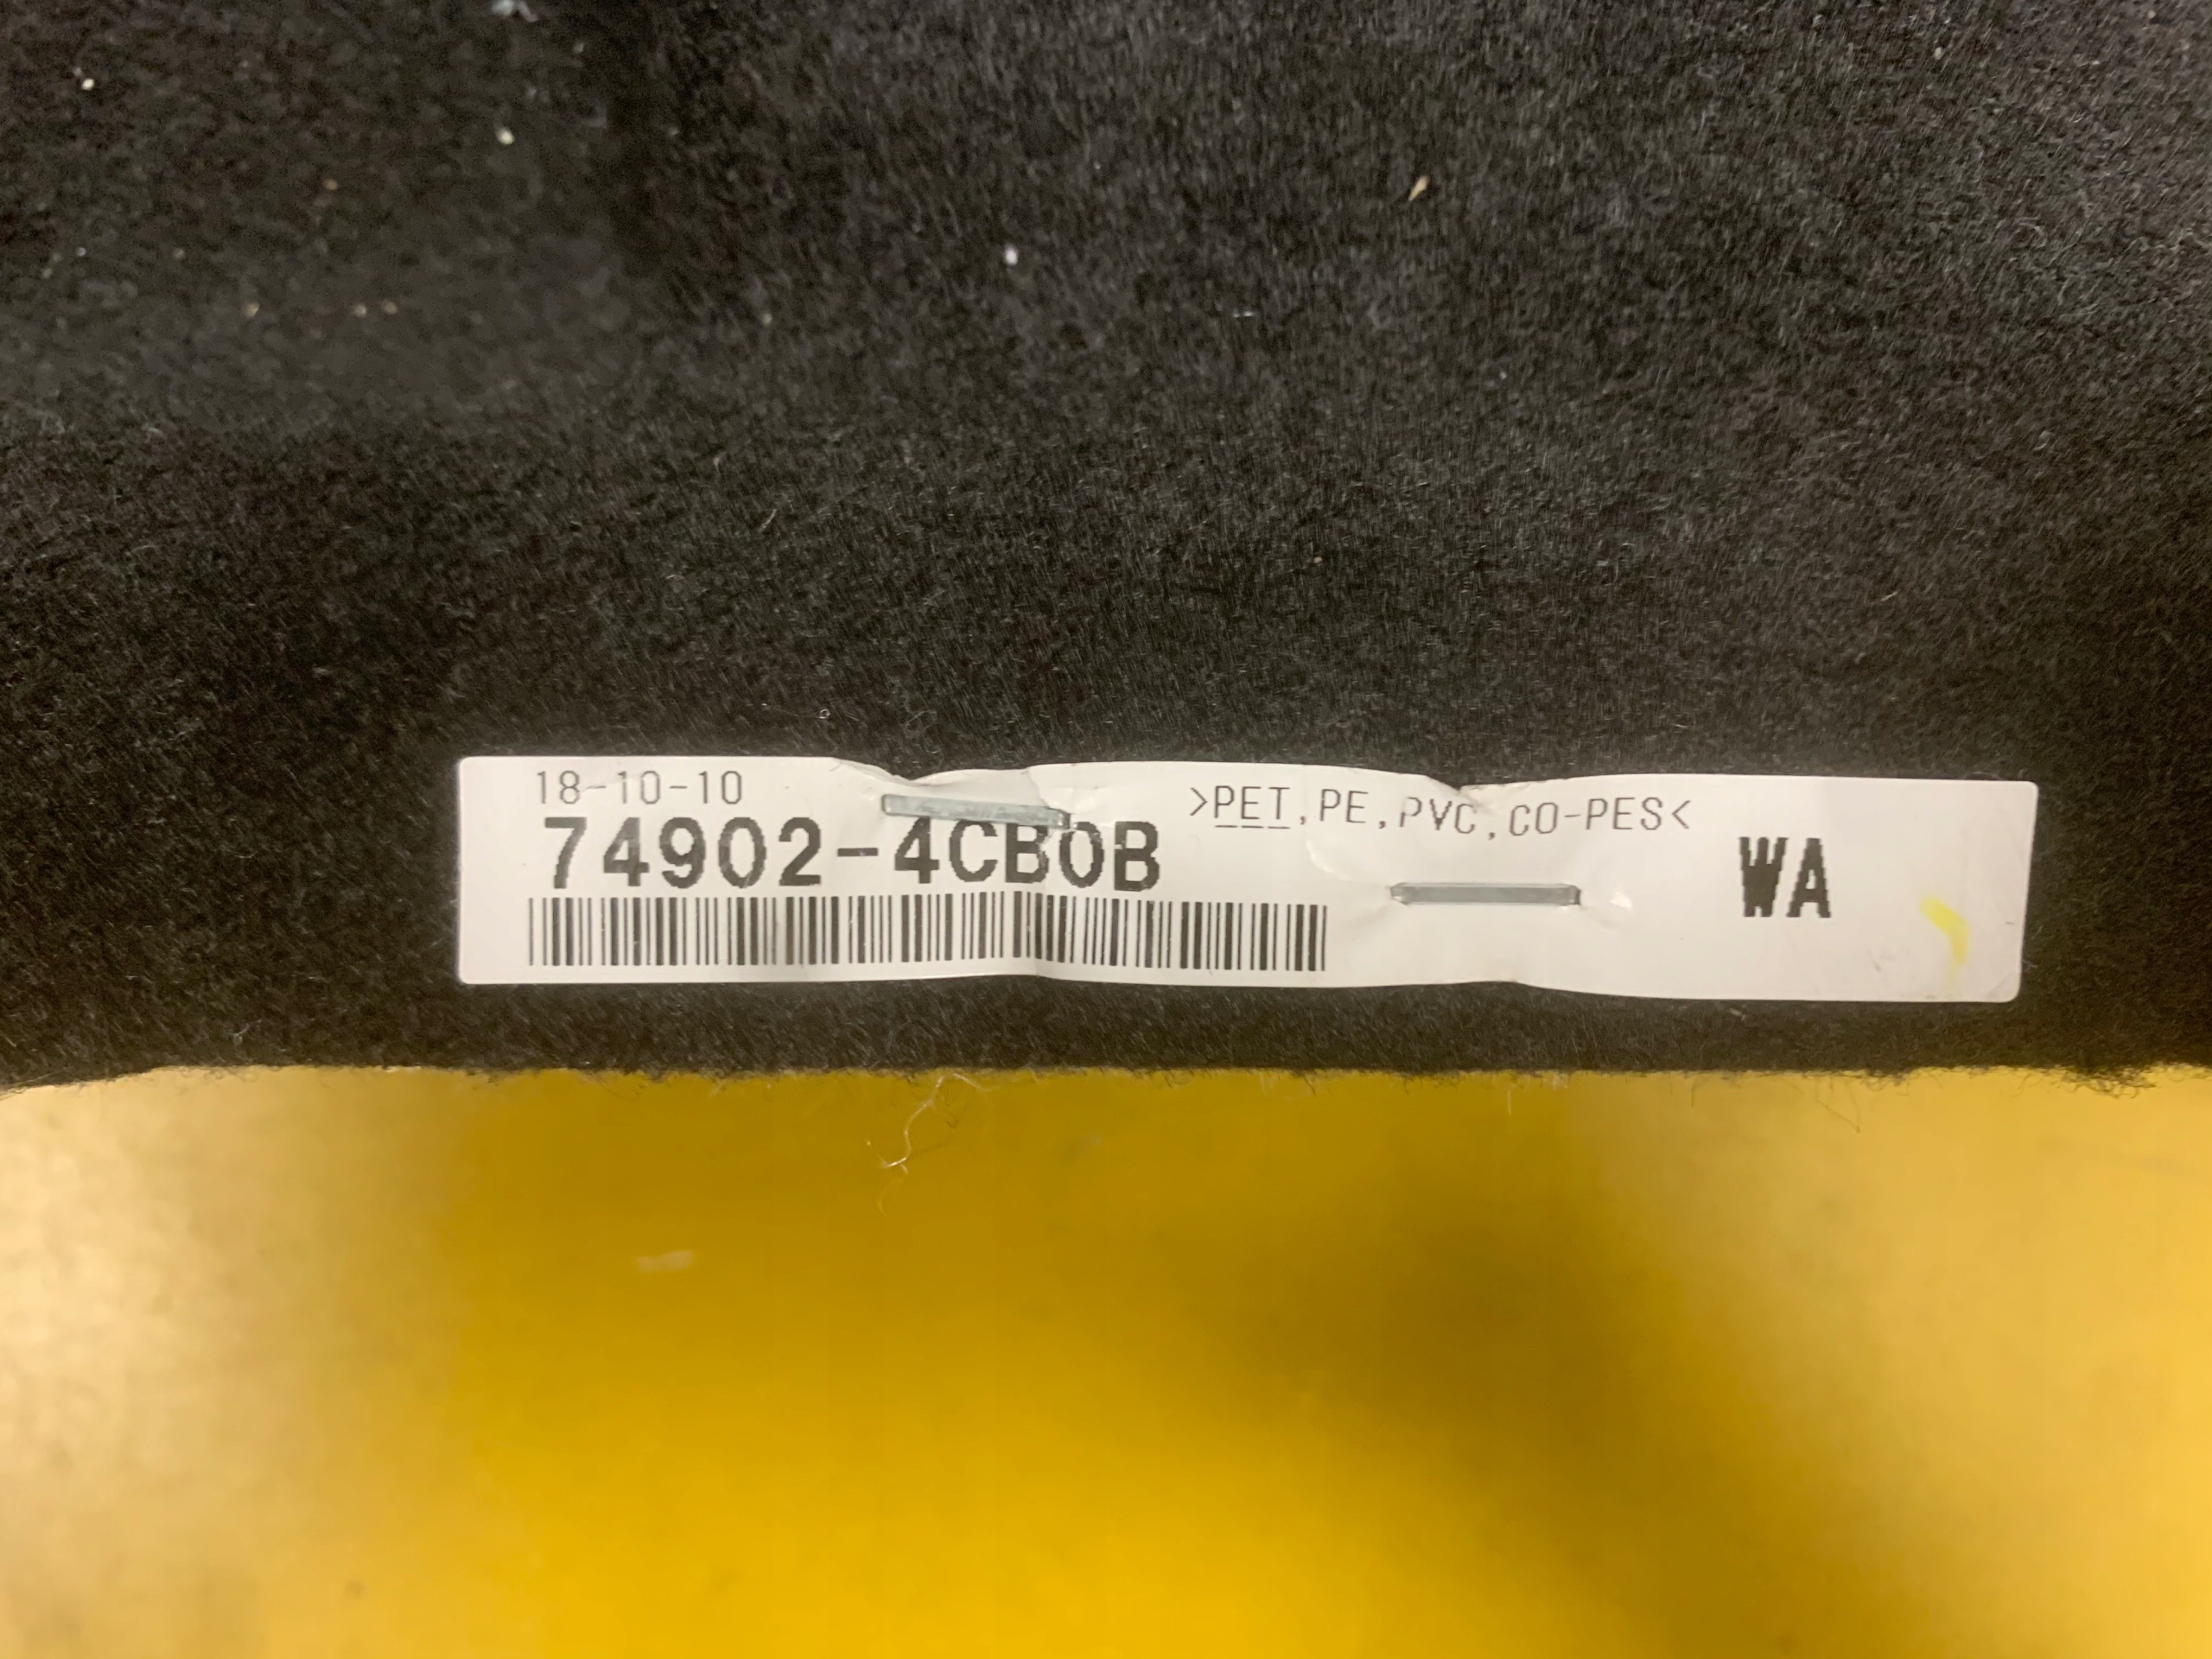 18-10-10
74902-4CB0B
>PET,PE,PVC,CO-PES<
WA